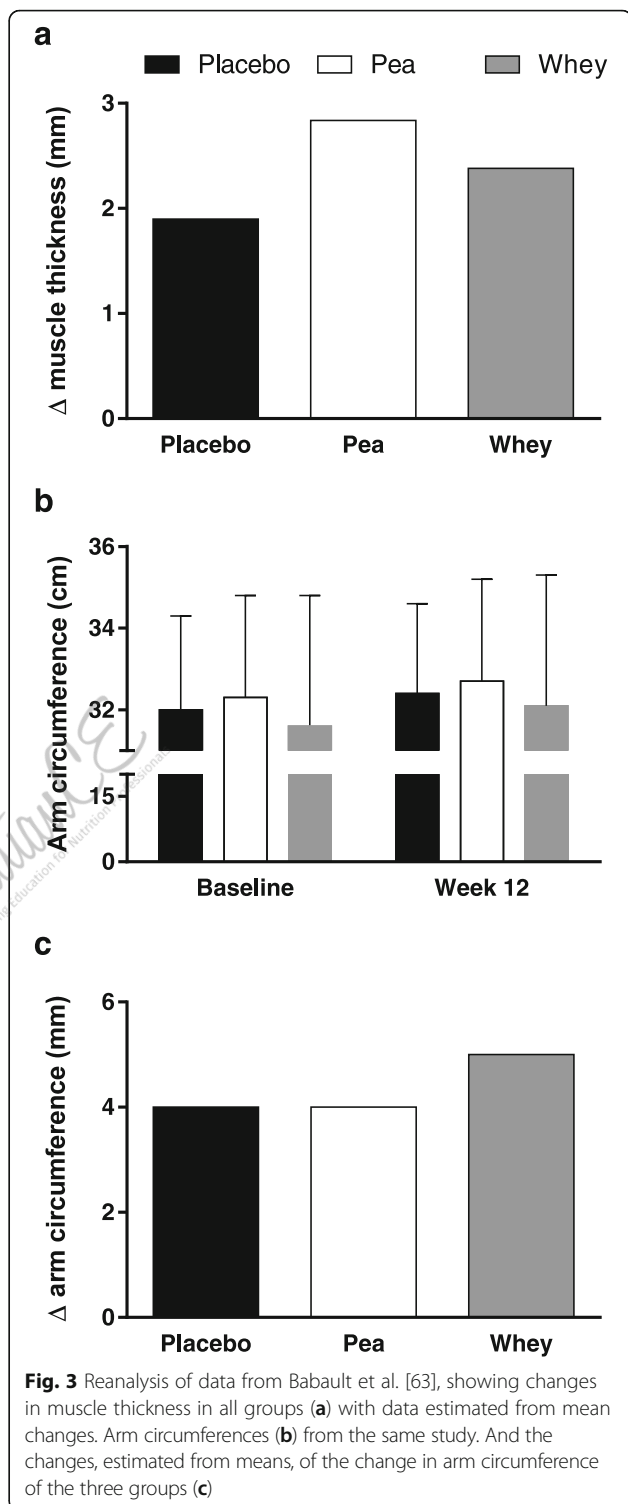 a
Placebo Pea Whey
Δ muscle thickness (mm)
3
2
1
0
Placebo Pea Whey
b
Arm circumference (cm)
36
34
32
15
0
Baseline Week 12
c
Δ arm circumference (mm)
6
4
2
0
Placebo Pea Whey
Fig. 3 Reanalysis of data from Babault et al. [63], showing changes
in muscle thickness in all groups (a) with data estimated from mean
changes. Arm circumferences (b) from the same study. And the
changes, estimated from means, of the change in arm circumference
of the three groups (c)
Education for Nutrition Professionals